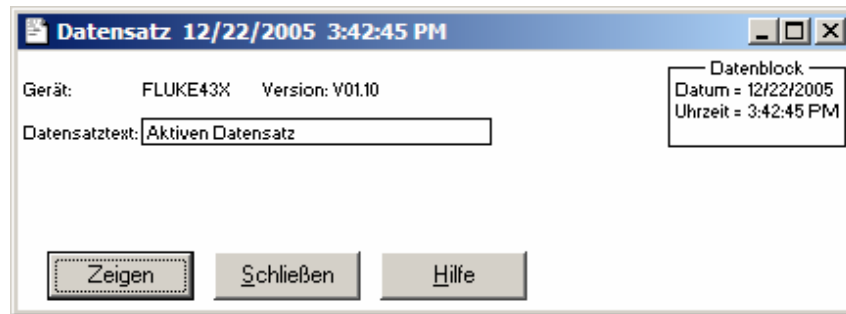 Datensatz 12/22/2005 3:42:45 PM
Datenblock
Gerät: FLUKE43X Version: V01.10
Datum = 12/22/2005
Uhrzeit = 3:42:45 PM
Datensatztext: Aktiven Datensatz
Zeigen Schließen Hilfe